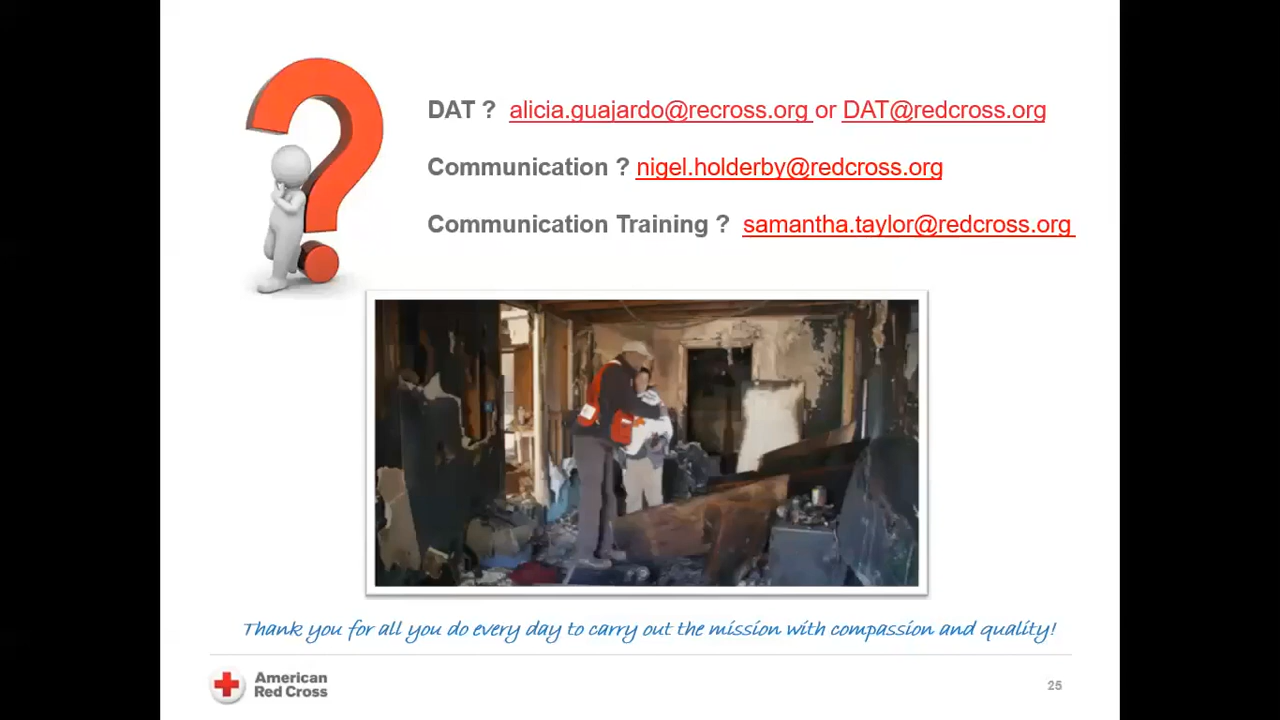 DAT ? alicia.guajardo@recross.org or DAT@redcross.org
Communication ? nigel.holderby@redcross.org
Communication Training ? samantha.taylor@redcross.org
Thank you for all you do every day to carry out the mission with compassion and quality!
American
Red Cross
25